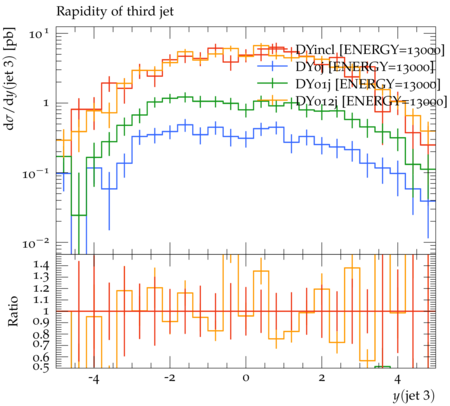 Rapidity of third jet
dσ/dy(jet 3) [pb]
10¹
1
10⁻¹
10⁻²
DYincl [ENERGY=13000]
DY0j [ENERGY=13000]
DY01j [ENERGY=13000]
DY012j [ENERGY=13000]
Ratio
1.4
1.3
1.2
1.1
1
0.9
0.8
0.7
0.6
0.5
-4 -2 0 2 4
y(jet 3)